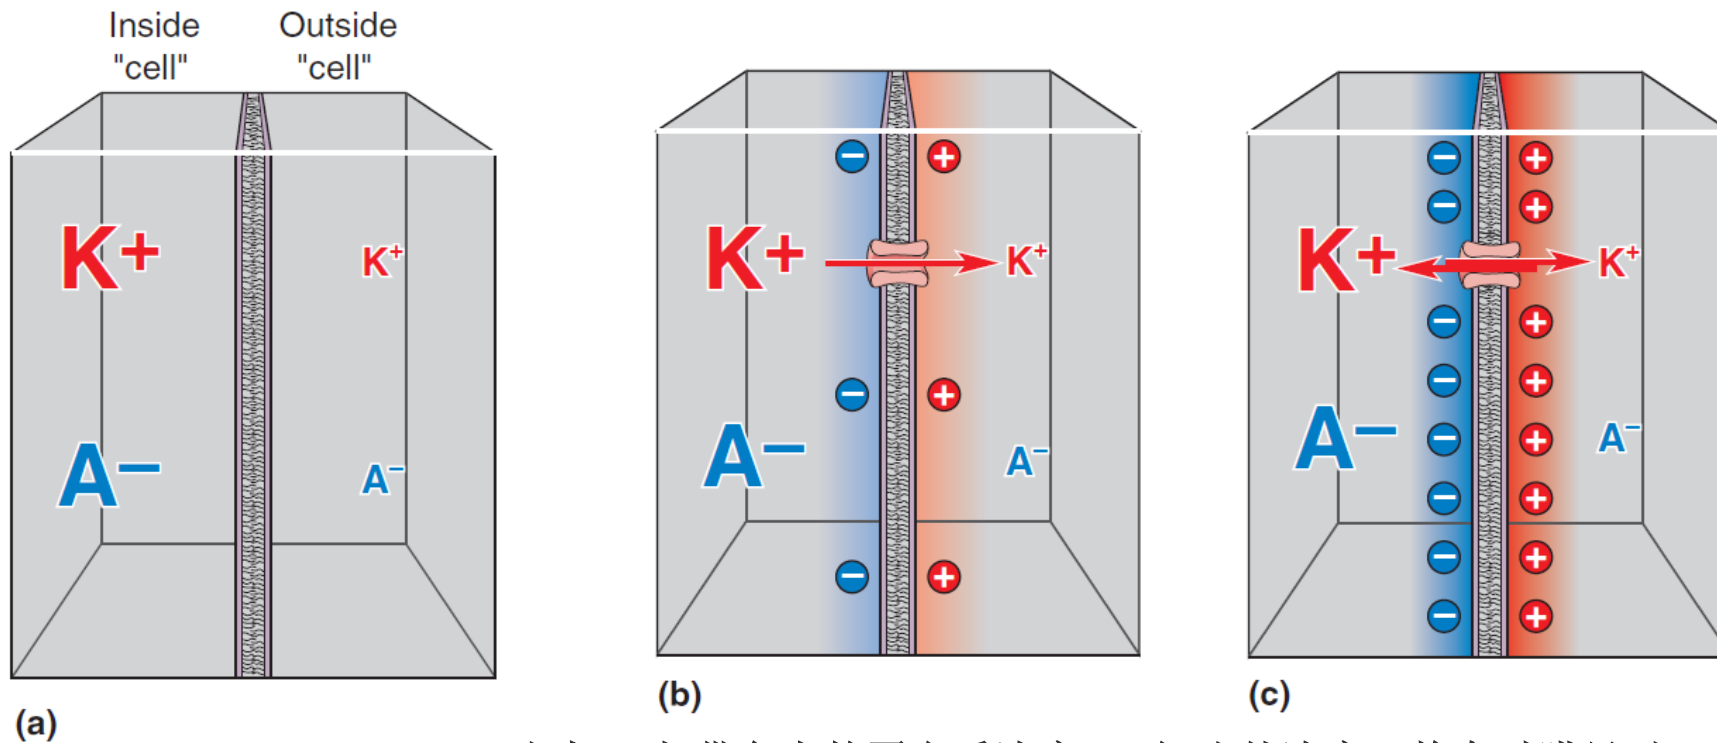 Inside "cell"
Outside "cell"
K+
K+
A−
A−
(a)
−
+
K+
K+
−
+
A−
A−
−
+
(b)
−
+
−
+
K+
K+
−
+
−
+
A−
A−
−
+
−
+
−
+
−
+
(c)